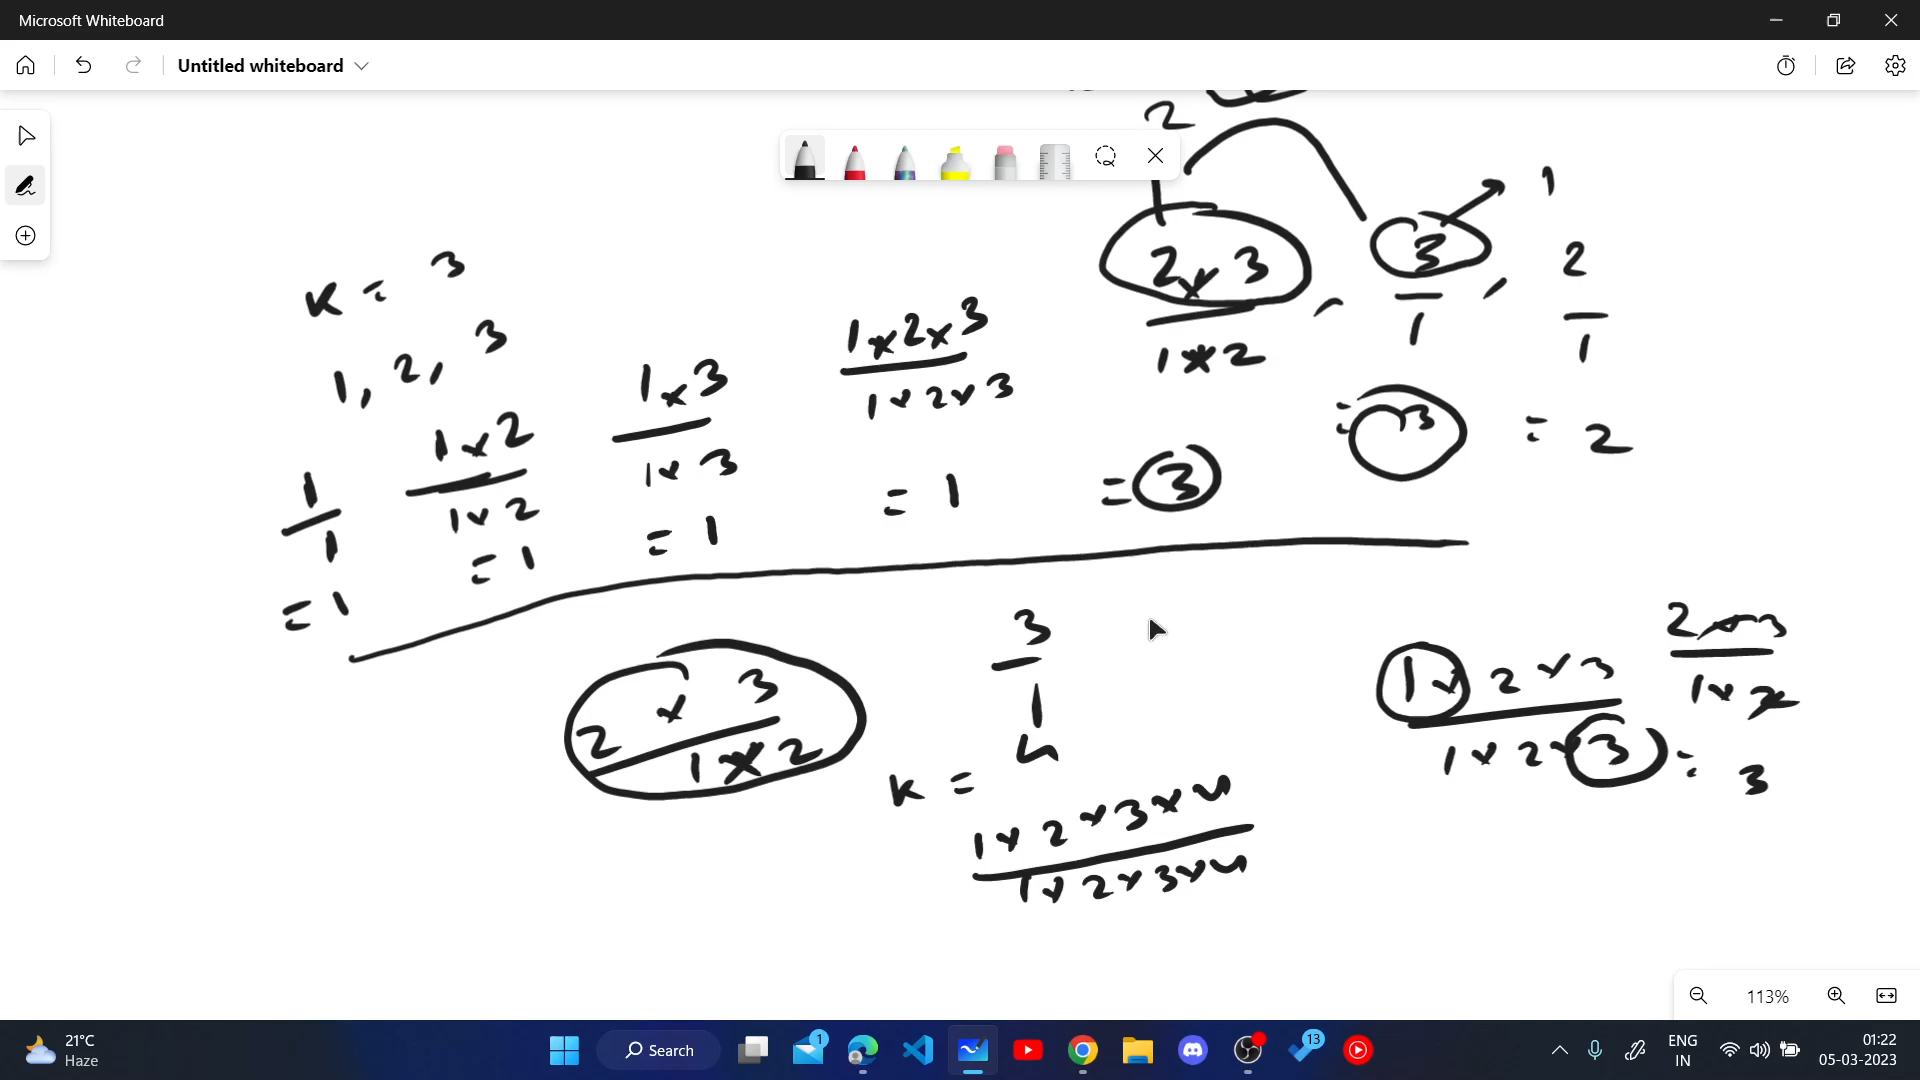 Microsoft Whiteboard
Untitled whiteboard
2
2 x 3
1 x 2
3
1
1
2
1
= 3
= 2
K = 3
1, 2, 3
1
1
= 1
1 x 2
1 x 2
= 1
1 x 3
1 x 3
= 1
1 x 2 x 3
1 x 2 x 3
= 1
= 3
2 x 3
1 x 2
3
1
K = 4
1 x 2 x 3 x 4
1 x 2 x 3 x 4
1 x 2 x 3
1 x 2 x 3
2 x 3
1 x 2
= 3
113%
21°C
Haze
Search
1
13
ENG
IN
01:22
05-03-2023